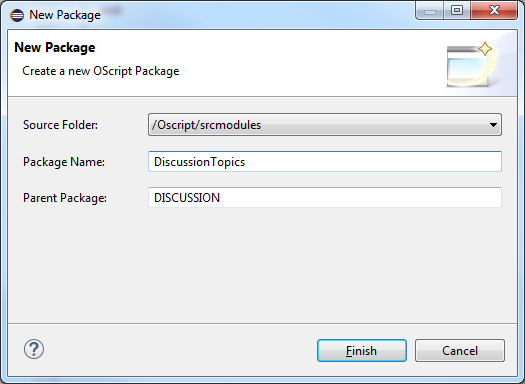 New Package
New Package
Create a new OScript Package
Source Folder: /Oscript/srcmodules
Package Name: DiscussionTopics
Parent Package: DISCUSSION
? Finish Cancel